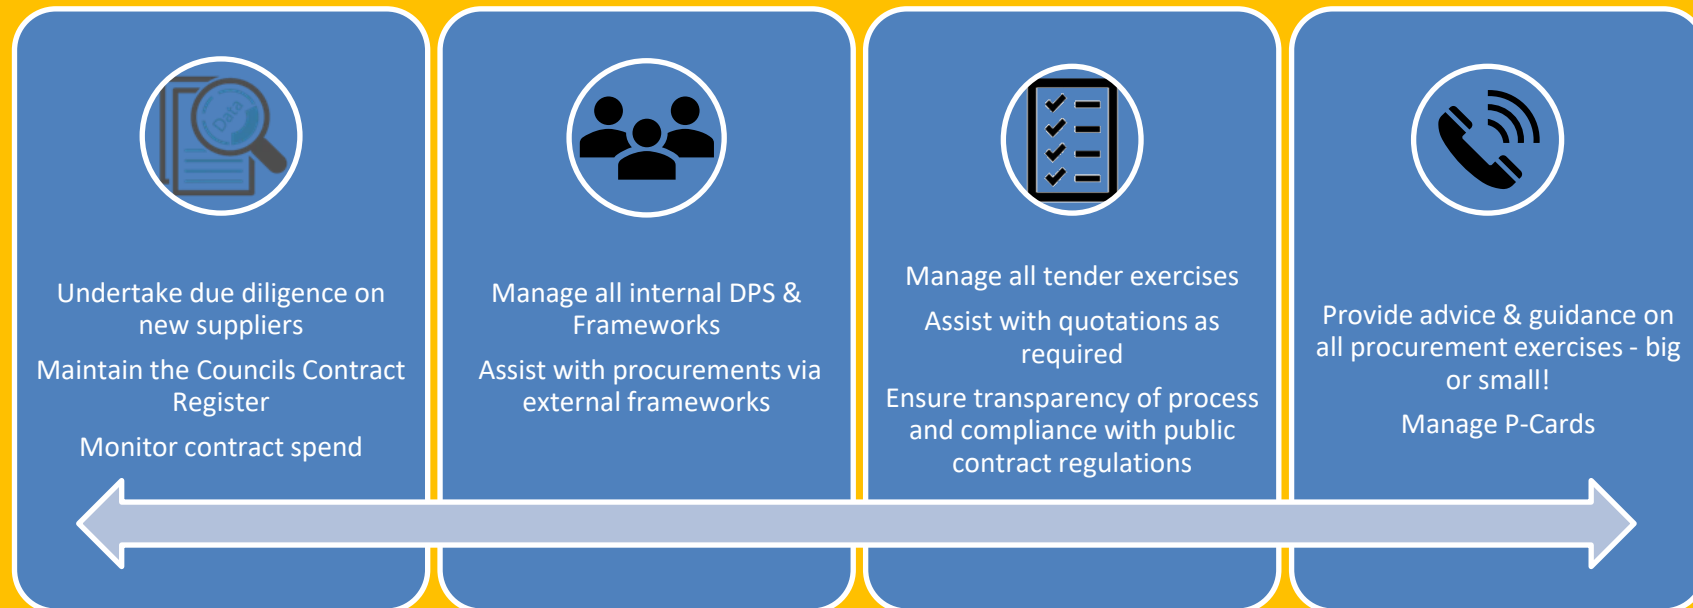 Data
Undertake due diligence on
new suppliers
Maintain the Councils Contract
Register
Monitor contract spend
Manage all internal DPS &
Frameworks
Assist with procurements via
external frameworks
Manage all tender exercises
Assist with quotations as
required
Ensure transparency of process
and compliance with public
contract regulations
Provide advice & guidance on
all procurement exercises - big
or small!
Manage P-Cards